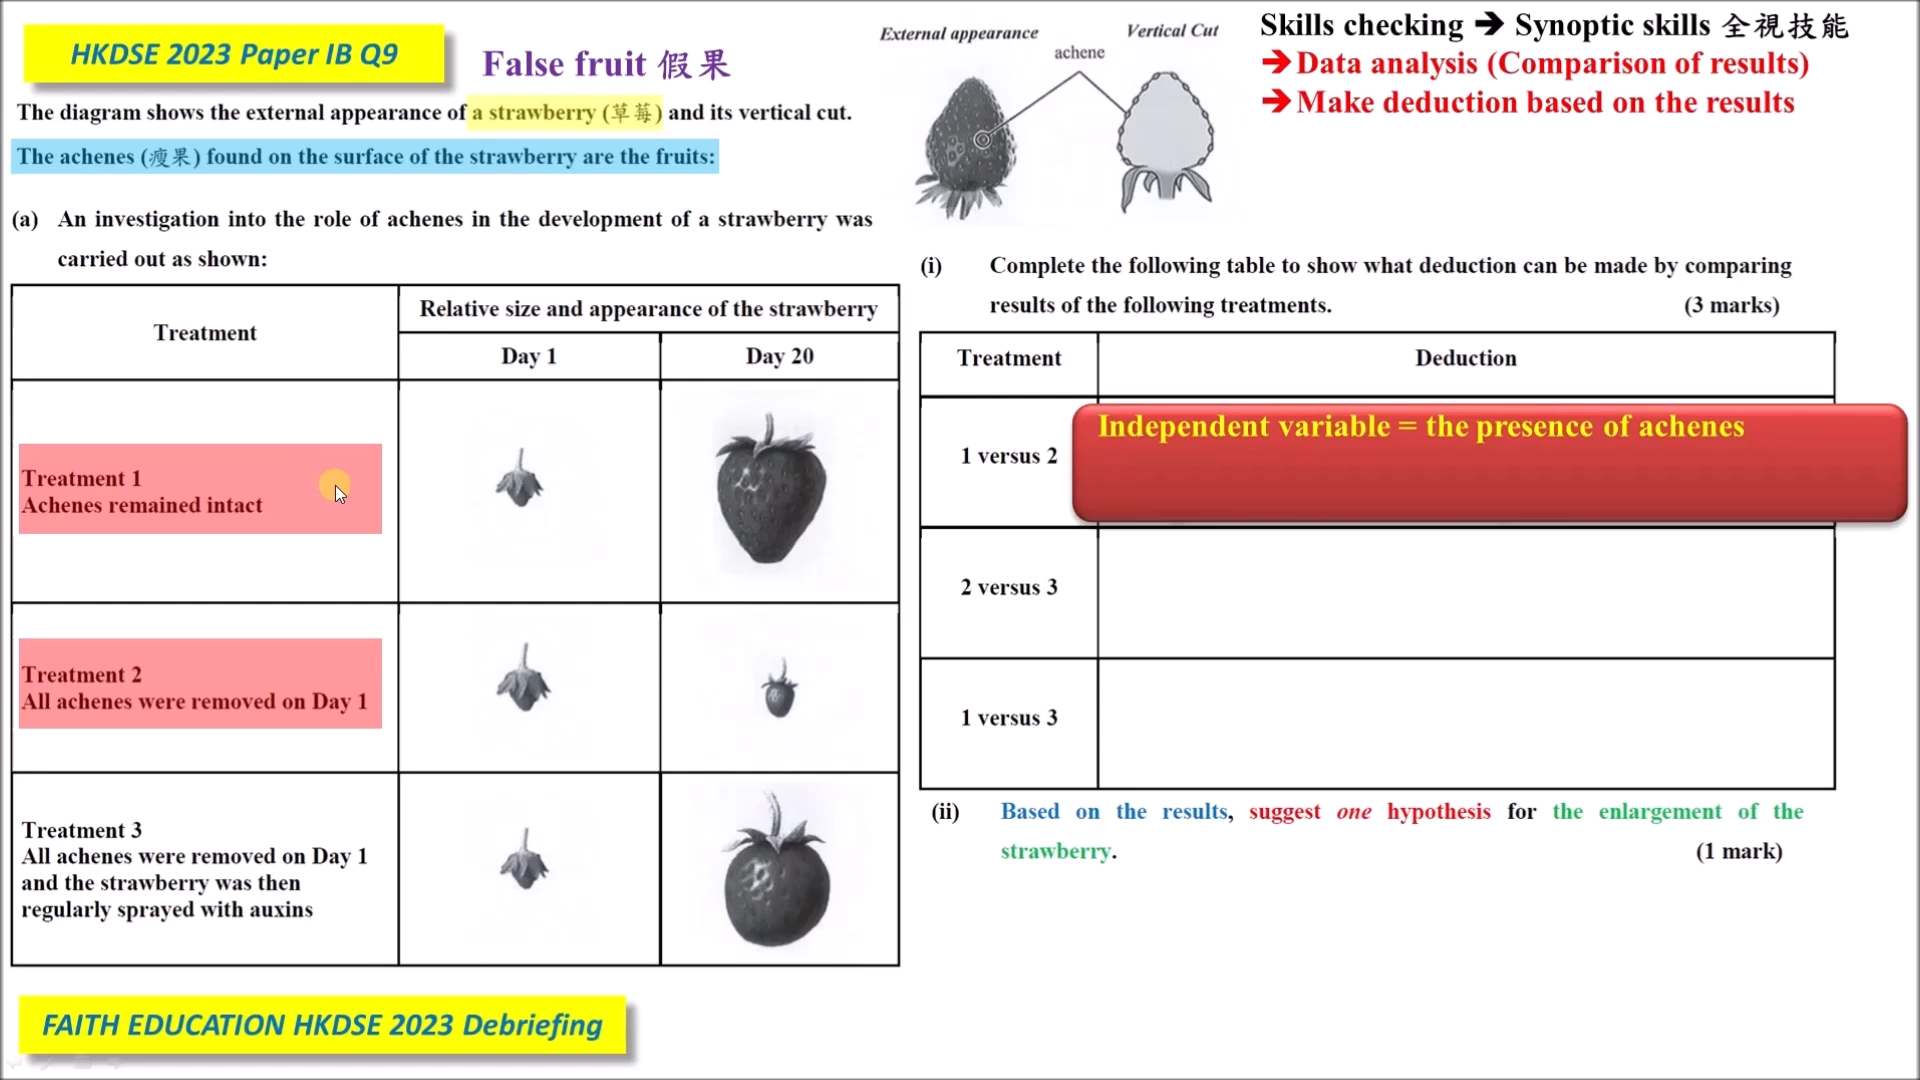 HKDSE 2023 Paper IB Q9
False fruit 假果
The diagram shows the external appearance of a strawberry (草莓) and its vertical cut.
The achenes (瘦果) found on the surface of the strawberry are the fruits:
External appearance
achene
Vertical Cut
Skills checking ➔ Synoptic skills 全視技能
➔Data analysis (Comparison of results)
➔Make deduction based on the results
(a) An investigation into the role of achenes in the development of a strawberry was
carried out as shown:
Treatment
Relative size and appearance of the strawberry
Day 1
Day 20
Treatment 1
Achenes remained intact
Treatment 2
All achenes were removed on Day 1
Treatment 3
All achenes were removed on Day 1
and the strawberry was then
regularly sprayed with auxins
(i) Complete the following table to show what deduction can be made by comparing
results of the following treatments. (3 marks)
Treatment
Deduction
1 versus 2
Independent variable = the presence of achenes
2 versus 3
1 versus 3
(ii) Based on the results, suggest one hypothesis for the enlargement of the
strawberry. (1 mark)
FAITH EDUCATION HKDSE 2023 Debriefing